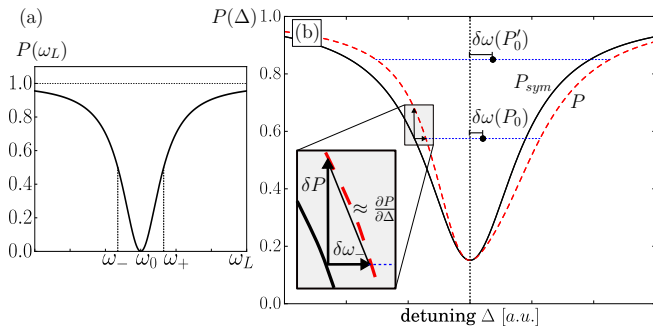 (a)
P(ω_L)
1.0
0.8
0.6
0.4
0.2
0.0
ω_- ω_0 ω_+ ω_L
P(Δ)
(b)
1.0
0.8
0.6
0.4
0.2
0.0
δω(P_0′)
P_sym
P
δω(P_0)
δP
≈ ∂P/∂Δ
δω_-
detuning Δ [a.u.]